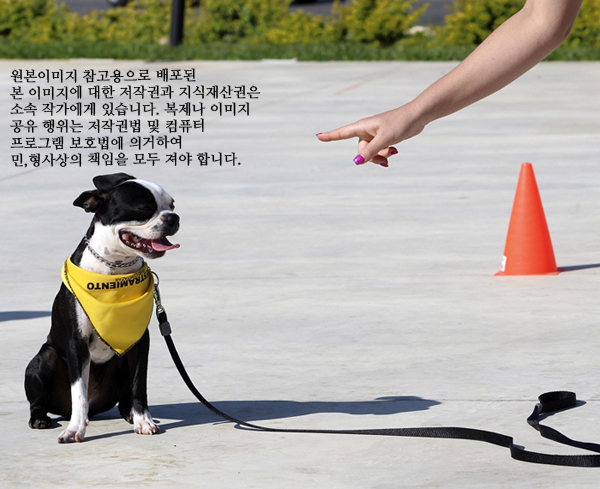 원본이미지 참고용으로 배포된
본 이미지에 대한 저작권과 지식재산권은
소속 작가에게 있습니다. 복제나 이미지
공유 행위는 저작권법 및 컴퓨터
프로그램 보호법에 의거하여
민,형사상의 책임을 모두 져야 합니다.
STRAMIENTO